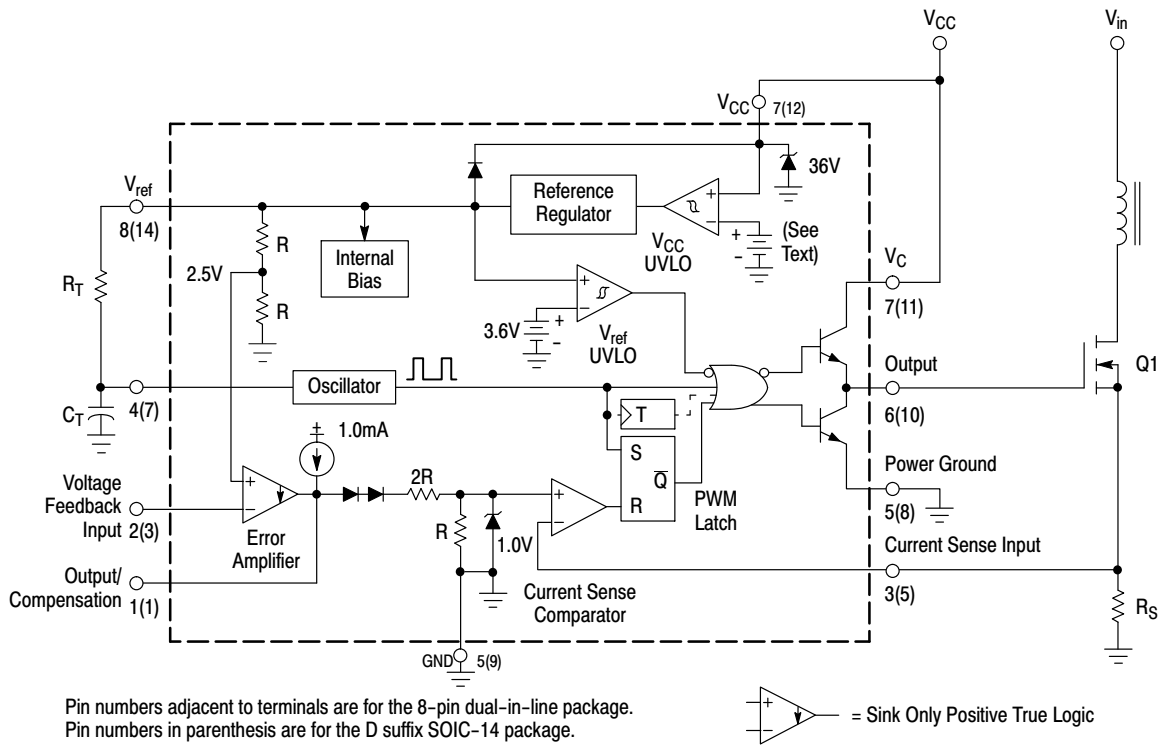 VCC
Vin
VCC
7(12)
36V
Vref
8(14)
R
2.5V
R
RT
Internal
Bias
Reference
Regulator
+
–
VCC
UVLO
+
–
(See
Text)
VC
7(11)
+
–
3.6V
+
–
Vref
UVLO
Output
6(10)
Q1
Oscillator
T
CT
4(7)
+
1.0mA
S
Q
R
PWM
Latch
Power Ground
5(8)
Voltage
Feedback
Input
2(3)
+
–
Error
Amplifier
2R
R
1.0V
+
–
Current Sense
Comparator
Current Sense Input
3(5)
RS
Output/
Compensation
1(1)
GND
5(9)
Pin numbers adjacent to terminals are for the 8-pin dual-in-line package.
Pin numbers in parenthesis are for the D suffix SOIC-14 package.
+
–
= Sink Only Positive True Logic